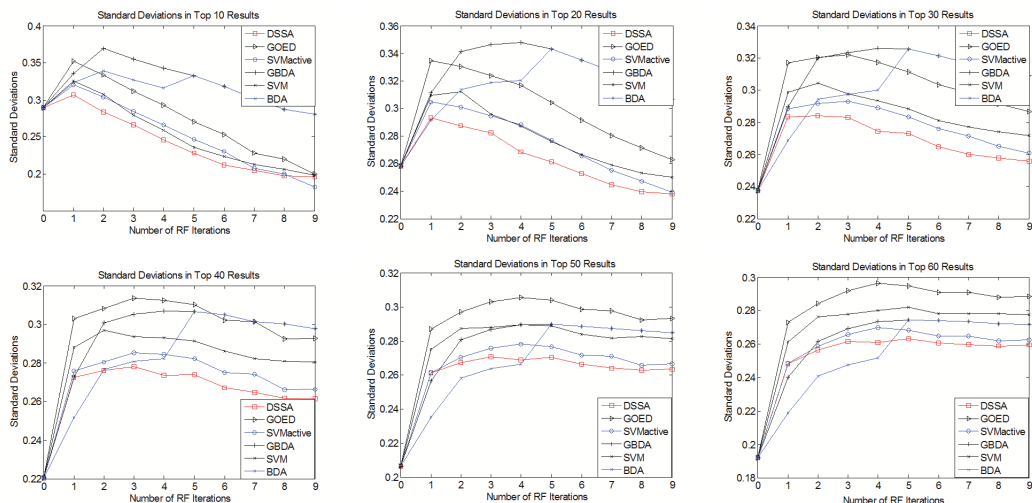 Standard Deviations in Top 10 Results
Standard Deviations
0.4
0.35
0.3
0.25
0.2
0 1 2 3 4 5 6 7 8 9
Number of RF Iterations
DSSA
GOED
SVMactive
GBDA
SVM
BDA
Standard Deviations in Top 20 Results
Standard Deviations
0.36
0.34
0.32
0.3
0.28
0.26
0.24
0.22
0 1 2 3 4 5 6 7 8 9
Number of RF Iterations
DSSA
GOED
SVMactive
GBDA
SVM
BDA
Standard Deviations in Top 30 Results
Standard Deviations
0.34
0.32
0.3
0.28
0.26
0.24
0.22
0 1 2 3 4 5 6 7 8 9
Number of RF Iterations
DSSA
GOED
SVMactive
GBDA
SVM
BDA
Standard Deviations in Top 40 Results
Standard Deviations
0.32
0.3
0.28
0.26
0.24
0.22
0 1 2 3 4 5 6 7 8 9
Number of RF Iterations
DSSA
GOED
SVMactive
GBDA
SVM
BDA
Standard Deviations in Top 50 Results
Standard Deviations
0.32
0.3
0.28
0.26
0.24
0.22
0.2
0 1 2 3 4 5 6 7 8 9
Number of RF Iterations
DSSA
GOED
SVMactive
GBDA
SVM
BDA
Standard Deviations in Top 60 Results
Standard Deviations
0.3
0.28
0.26
0.24
0.22
0.2
0.18
0 1 2 3 4 5 6 7 8 9
Number of RF Iterations
DSSA
GOED
SVMactive
GBDA
SVM
BDA